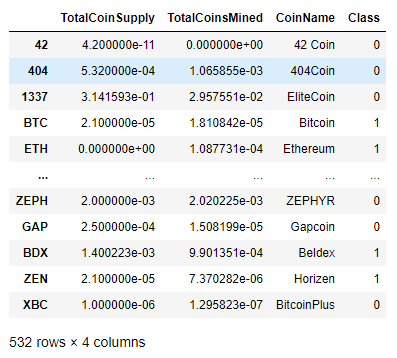 TotalCoinSupply TotalCoinsMined CoinName Class
42 4.200000e-11 0.000000e+00 42 Coin 0
404 5.320000e-04 1.065855e-03 404Coin 0
1337 3.141593e-01 2.957551e-02 EliteCoin 0
BTC 2.100000e-05 1.810842e-05 Bitcoin 1
ETH 0.000000e+00 1.087731e-04 Ethereum 1
... ... ... ... ...
ZEPH 2.000000e-03 2.020225e-03 ZEPHYR 0
GAP 2.500000e-04 1.508199e-05 Gapcoin 0
BDX 1.400223e-03 9.901351e-04 Beldex 1
ZEN 2.100000e-05 7.370282e-06 Horizen 1
XBC 1.000000e-06 1.295823e-07 BitcoinPlus 0
532 rows × 4 columns